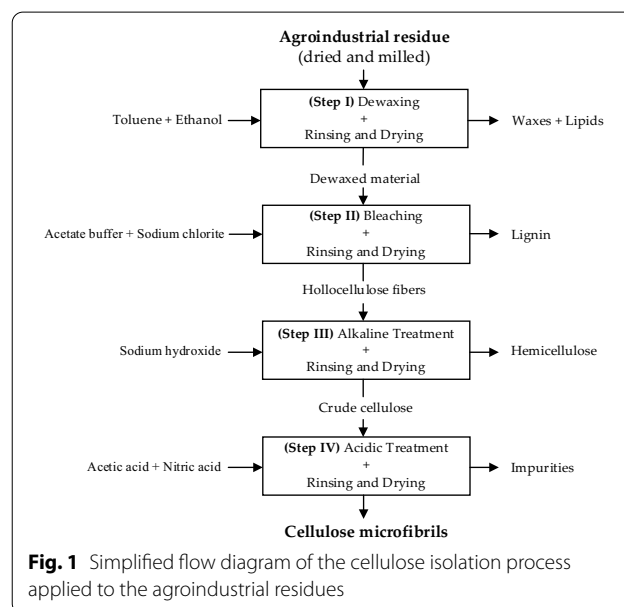 Agroindustrial residue
(dried and milled)
Toluene + Ethanol
(Step I) Dewaxing
+
Rinsing and Drying
Waxes + Lipids
Dewaxed material
Acetate buffer + Sodium chlorite
(Step II) Bleaching
+
Rinsing and Drying
Lignin
Hollocellulose fibers
Sodium hydroxide
(Step III) Alkaline Treatment
+
Rinsing and Drying
Hemicellulose
Crude cellulose
Acetic acid + Nitric acid
(Step IV) Acidic Treatment
+
Rinsing and Drying
Impurities
Cellulose microfibrils
Fig. 1 Simplified flow diagram of the cellulose isolation process
applied to the agroindustrial residues